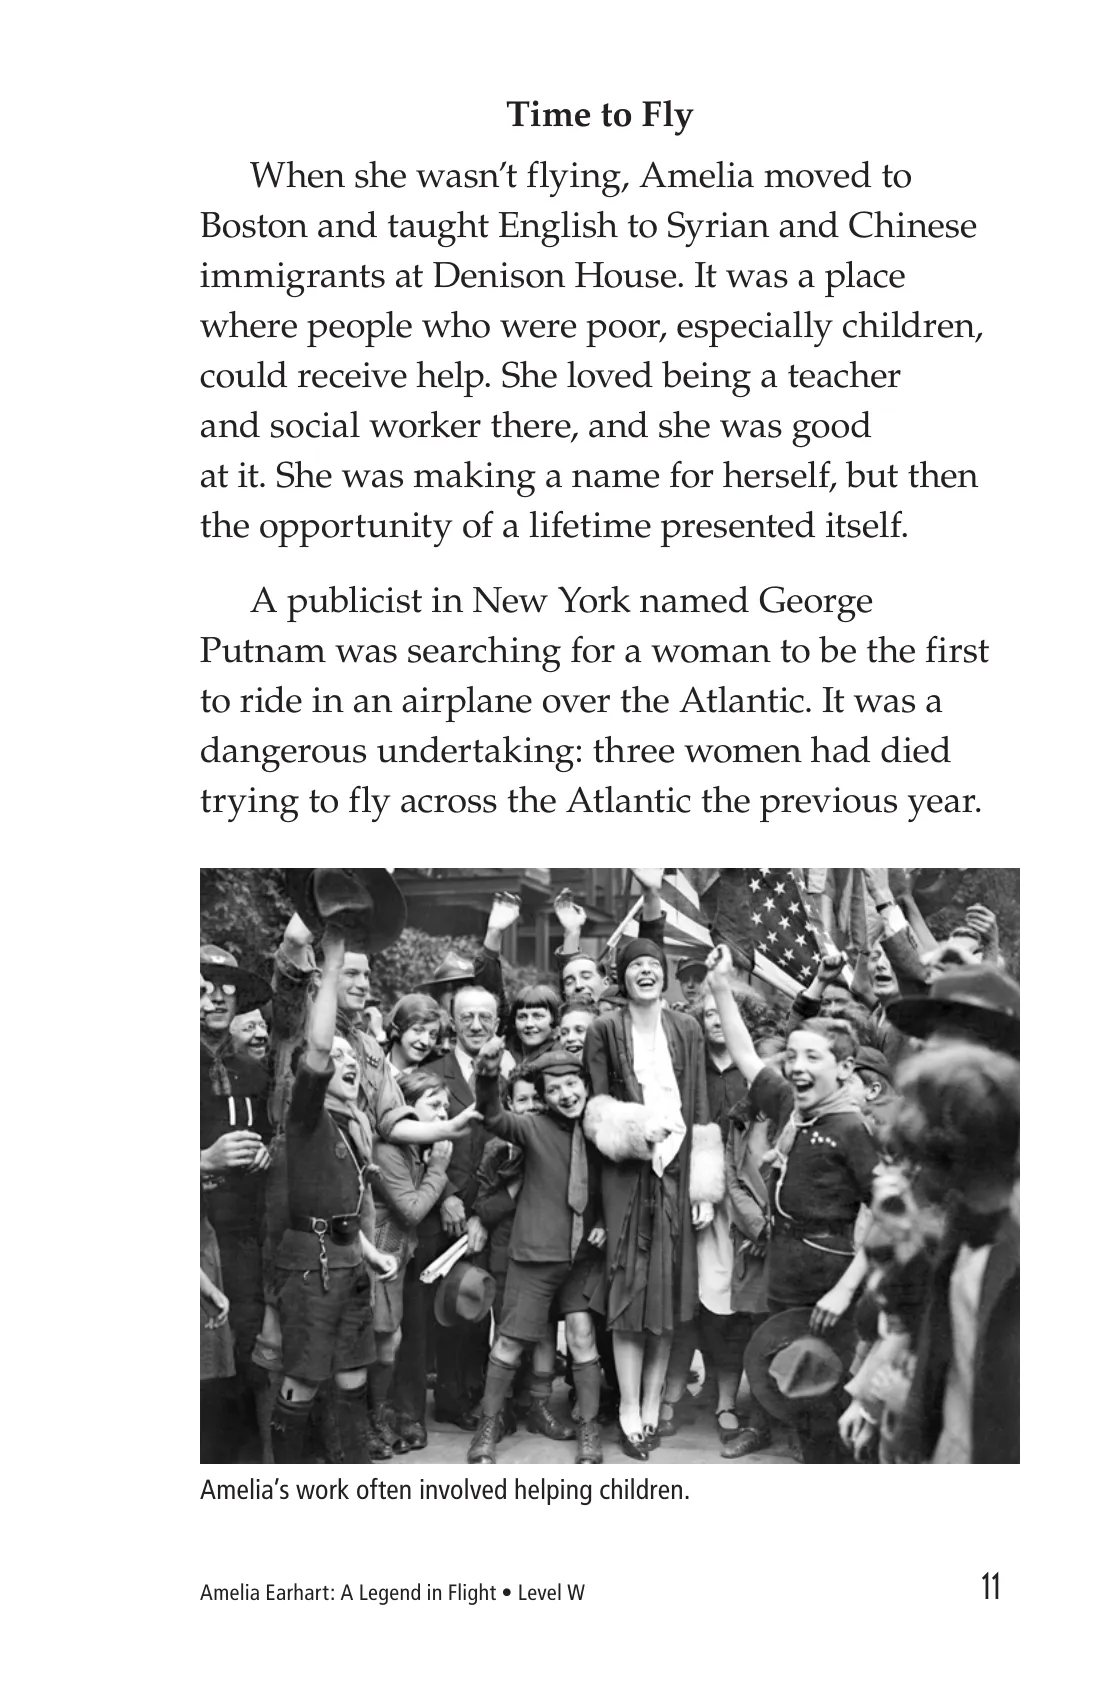 Time to Fly
When she wasn’t flying, Amelia moved to
Boston and taught English to Syrian and Chinese
immigrants at Denison House. It was a place
where people who were poor, especially children,
could receive help. She loved being a teacher
and social worker there, and she was good
at it. She was making a name for herself, but then
the opportunity of a lifetime presented itself.
A publicist in New York named George
Putnam was searching for a woman to be the first
to ride in an airplane over the Atlantic. It was a
dangerous undertaking: three women had died
trying to fly across the Atlantic the previous year.
Amelia’s work often involved helping children.
Amelia Earhart: A Legend in Flight • Level W
11